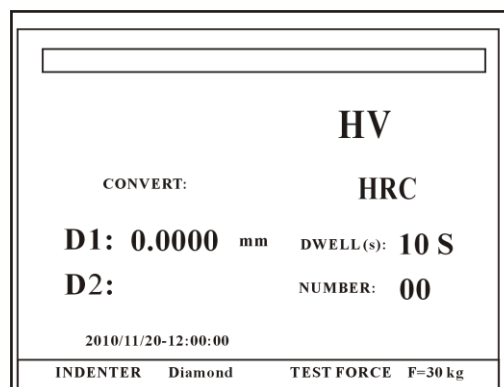 HV
CONVERT: HRC
D1: 0.0000 mm DWELL(s): 10 S
D2: NUMBER: 00
2010/11/20-12:00:00
INDENTER Diamond TEST FORCE F=30 kg